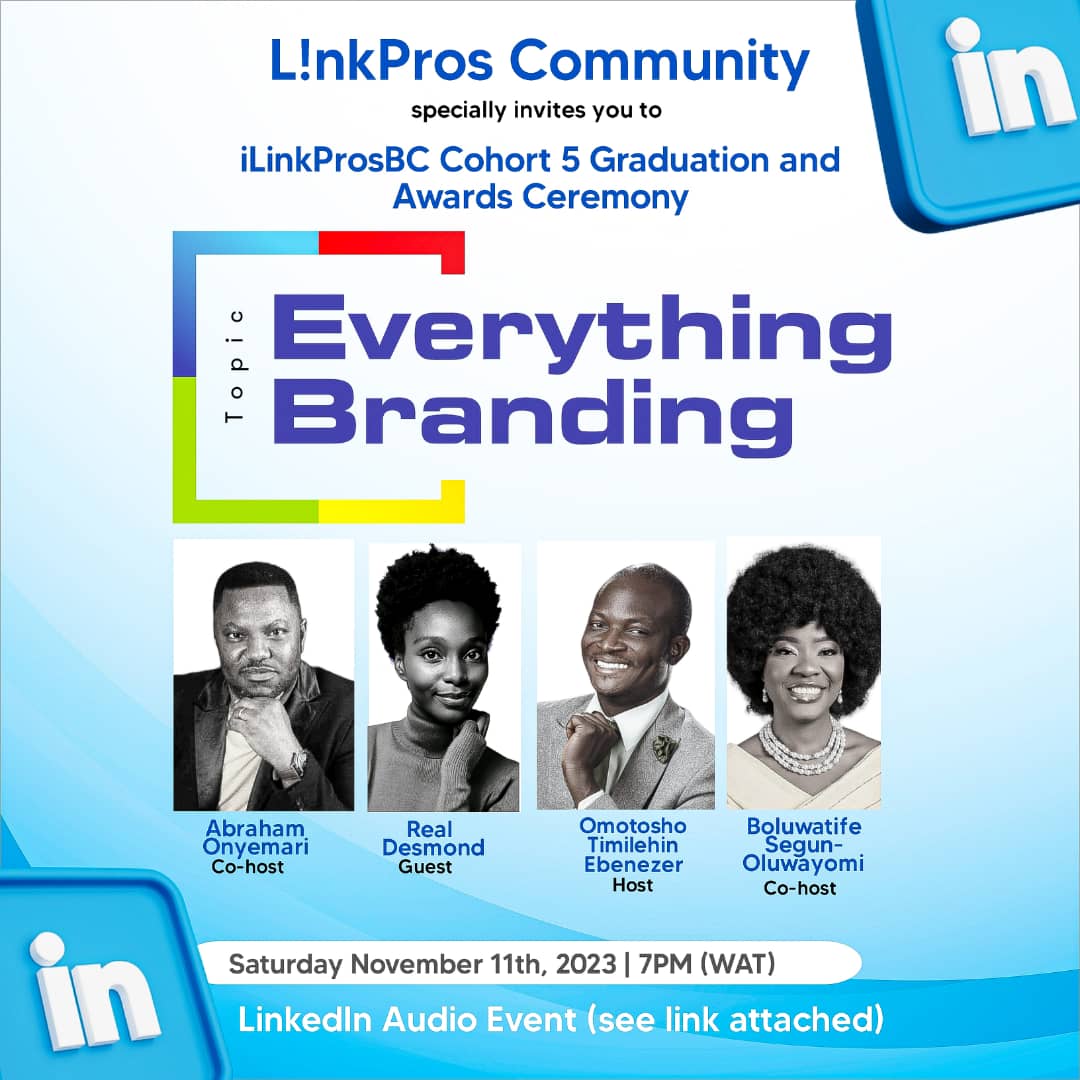 in
L!nkPros Community
specially invites you to
iLinkProsBC Cohort 5 Graduation and
Awards Ceremony
Topic
Everything
Branding
Abraham
Onyemari
Co-host
Real
Desmond
Guest
Omotosho
Timilehin
Ebenezer
Host
Boluwatife
Segun-
Oluwayomi
Co-host
in
Saturday November 11th, 2023 | 7PM (WAT)
LinkedIn Audio Event (see link attached)